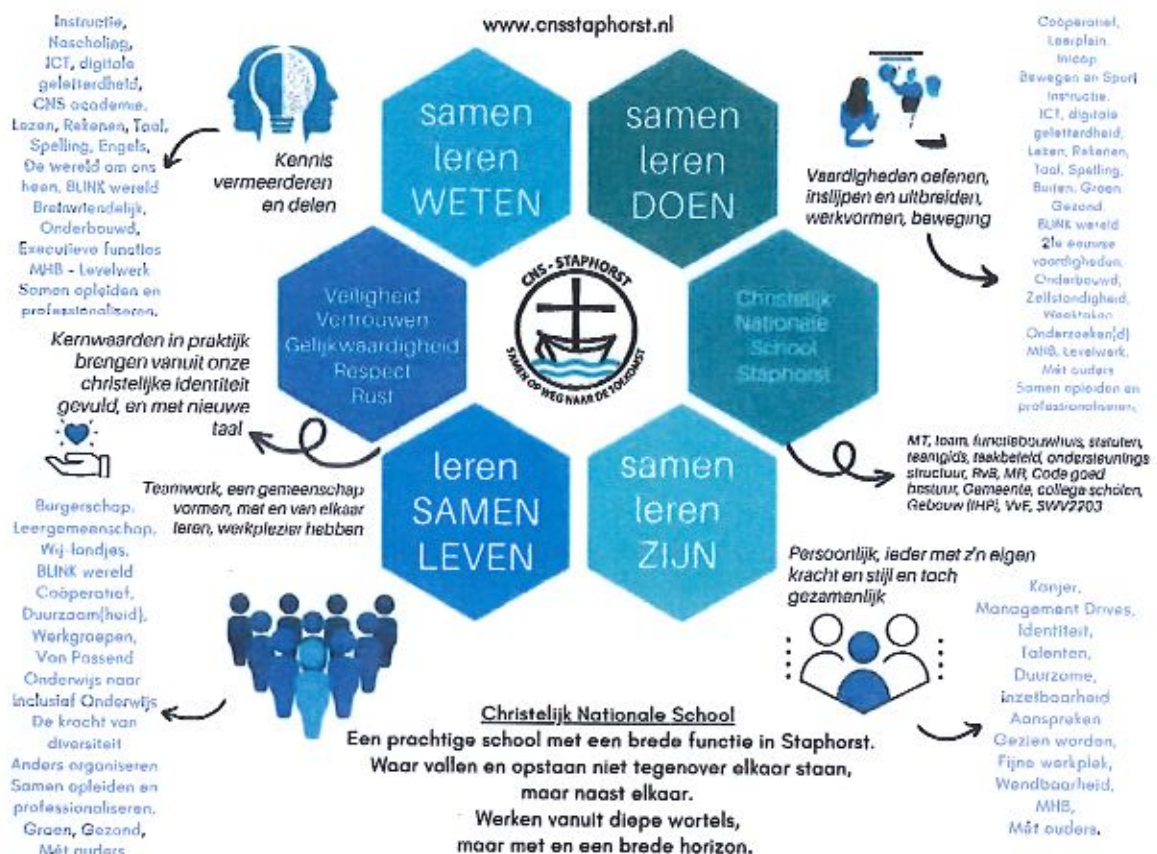 www.cnsstaphorst.nl
Instructie,
Nascholing,
ICT, digitale
geletterdheid,
CNS academie,
Lezen, Rekenen, Taal,
Spelling, Engels,
De wereld om ons
heen, BLINK wereld
Breinvriendelijk,
Onderbouwd,
Executieve functies
MHB - Levelwerk
Samen opleiden en
professionaliseren,
Kennis
vermeerderen
en delen
samen
leren
WETEN
samen
leren
DOEN
Vaardigheden oefenen,
inslijpen en uitbreiden,
werkvormen, beweging
Coöperatief,
Leerplein,
Inloop
Bewegen en Sport
Instructie,
ICT, digitale
geletterdheid,
Lezen, Rekenen,
Taal, Spelling,
Buiten, Groen
Gezond,
BLINK wereld
21e eeuwse
vaardigheden,
Onderbouwd,
Zelfstandigheid,
Weektaken
Onderzoeken(d)
MHB, Levelwerk,
Mét ouders
Samen opleiden en
professionaliseren,
Veiligheid
Vertrouwen
Gelijkwaardigheid
Respect
Rust
CNS - STAPHORST
SAMEN OP WEG NAAR DE TOEKOMST
Christelijk
Nationale
School
Staphorst
Kernwaarden in praktijk
brengen vanuit onze
christelijke identiteit
gevuld, en met nieuwe
taal
MT, team, functiebouwhuis, statuten,
teamgids, taakbeleid, ondersteunings
structuur, RvB, MR, Code goed
bestuur, Gemeente, collega scholen,
Gebouw (IHP), VvE, SWV2203
leren
SAMEN
LEVEN
samen
leren
ZIJN
Teamwork, een gemeenschap
vormen, met en van elkaar
leren, werkplezier hebben
Burgerschap,
Leergemeenschap,
Wij-landjes,
BLINK wereld
Coöperatief,
Duurzaam(heid),
Werkgroepen,
Van Passend
Onderwijs naar
Inclusief Onderwijs
De kracht van
diversiteit
Anders organiseren
Samen opleiden en
professionaliseren,
Groen, Gezond,
Mét ouders
Persoonlijk, ieder met z'n eigen
kracht en stijl en toch
gezamenlijk
Kanjer,
Management Drives,
Identiteit,
Talenten,
Duurzame,
inzetbaarheid
Aanspreken
Gezien worden,
Fijne werkplek,
Wendbaarheid,
MHB,
Mét ouders,
Christelijk Nationale School
Een prachtige school met een brede functie in Staphorst.
Waar vallen en opstaan niet tegenover elkaar staan,
maar naast elkaar.
Werken vanuit diepe wortels,
maar met en een brede horizon.